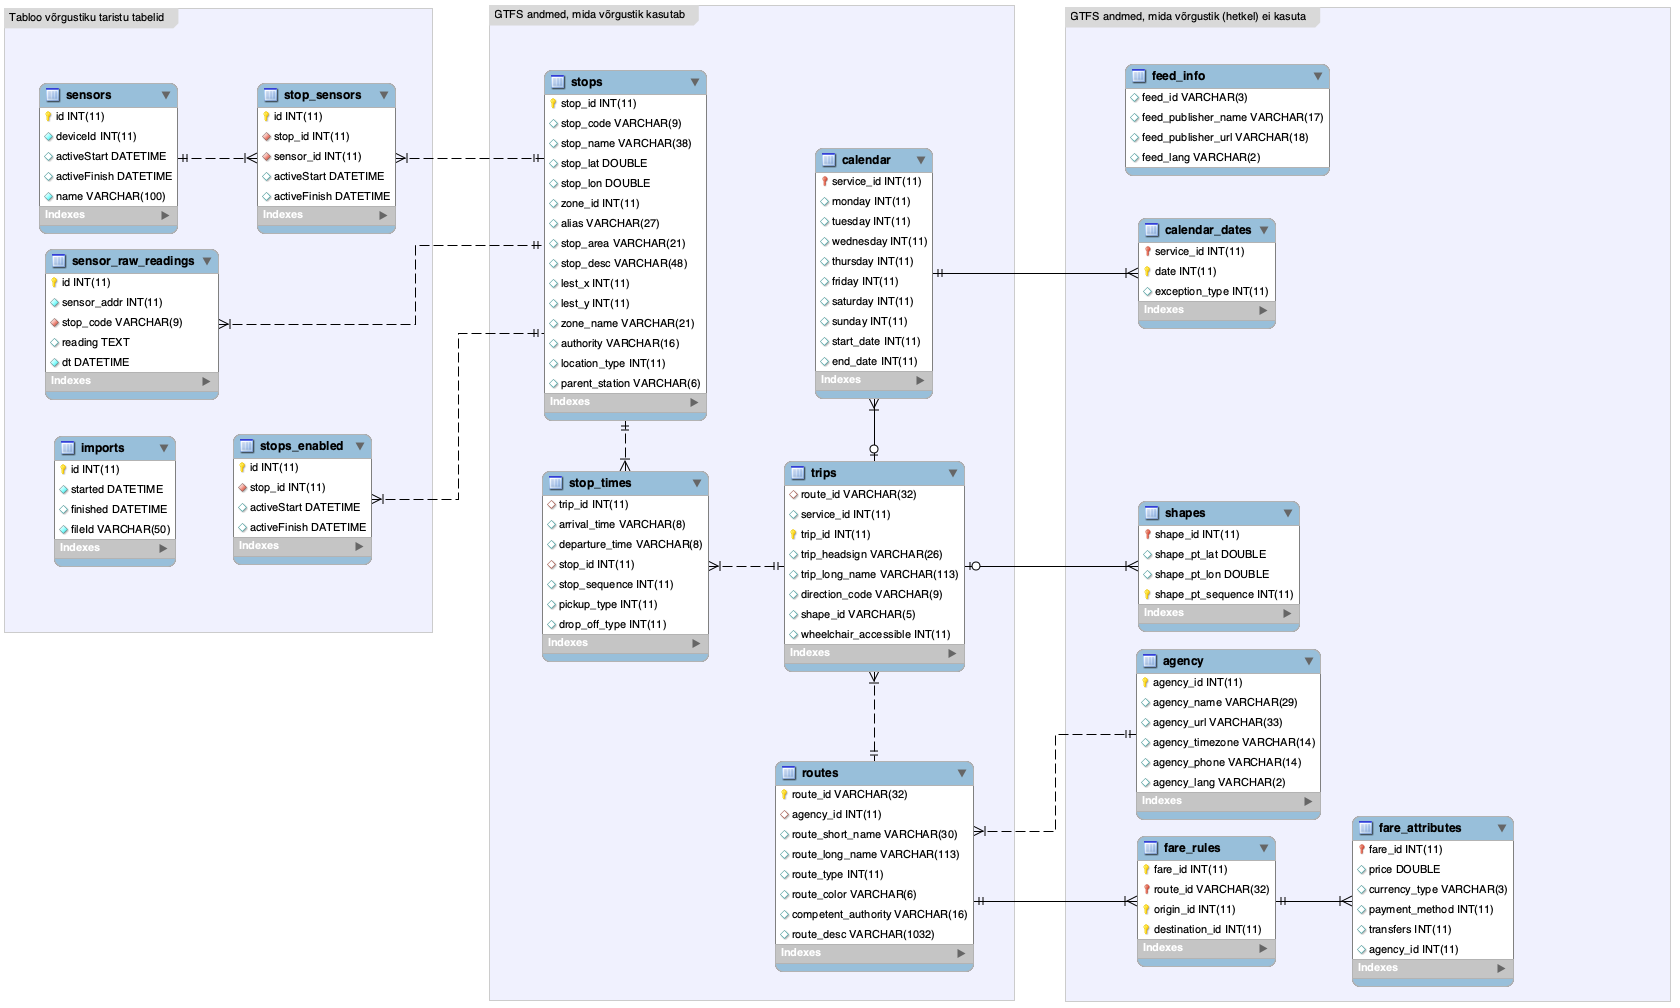 Tabloo võrgustiku taristu tabelid
sensors
id INT(11)
deviceId INT(11)
activeStart DATETIME
activeFinish DATETIME
name VARCHAR(100)
Indexes
stop_sensors
id INT(11)
stop_id INT(11)
sensor_id INT(11)
activeStart DATETIME
activeFinish DATETIME
Indexes
sensor_raw_readings
id INT(11)
sensor_addr INT(11)
stop_code VARCHAR(9)
reading TEXT
dt DATETIME
Indexes
imports
id INT(11)
started DATETIME
finished DATETIME
fileId VARCHAR(50)
Indexes
stops_enabled
id INT(11)
stop_id INT(11)
activeStart DATETIME
activeFinish DATETIME
Indexes
GTFS andmed, mida võrgustik kasutab
stops
stop_id INT(11)
stop_code VARCHAR(9)
stop_name VARCHAR(38)
stop_lat DOUBLE
stop_lon DOUBLE
zone_id INT(11)
alias VARCHAR(27)
stop_area VARCHAR(21)
stop_desc VARCHAR(48)
lest_x INT(11)
lest_y INT(11)
zone_name VARCHAR(21)
authority VARCHAR(16)
location_type INT(11)
parent_station VARCHAR(6)
Indexes
calendar
service_id INT(11)
monday INT(11)
tuesday INT(11)
wednesday INT(11)
thursday INT(11)
friday INT(11)
saturday INT(11)
sunday INT(11)
start_date INT(11)
end_date INT(11)
Indexes
stop_times
trip_id INT(11)
arrival_time VARCHAR(8)
departure_time VARCHAR(8)
stop_id INT(11)
stop_sequence INT(11)
pickup_type INT(11)
drop_off_type INT(11)
Indexes
trips
route_id VARCHAR(32)
service_id INT(11)
trip_id INT(11)
trip_headsign VARCHAR(26)
trip_long_name VARCHAR(113)
direction_code VARCHAR(9)
shape_id VARCHAR(5)
wheelchair_accessible INT(11)
Indexes
routes
route_id VARCHAR(32)
agency_id INT(11)
route_short_name VARCHAR(30)
route_long_name VARCHAR(113)
route_type INT(11)
route_color VARCHAR(6)
competent_authority VARCHAR(16)
route_desc VARCHAR(1032)
Indexes
GTFS andmed, mida võrgustik (hetkel) ei kasuta
feed_info
feed_id VARCHAR(3)
feed_publisher_name VARCHAR(17)
feed_publisher_url VARCHAR(18)
feed_lang VARCHAR(2)
calendar_dates
service_id INT(11)
date INT(11)
exception_type INT(11)
Indexes
shapes
shape_id INT(11)
shape_pt_lat DOUBLE
shape_pt_lon DOUBLE
shape_pt_sequence INT(11)
Indexes
agency
agency_id INT(11)
agency_name VARCHAR(29)
agency_url VARCHAR(33)
agency_timezone VARCHAR(14)
agency_phone VARCHAR(14)
agency_lang VARCHAR(2)
Indexes
fare_rules
fare_id INT(11)
route_id VARCHAR(32)
origin_id INT(11)
destination_id INT(11)
Indexes
fare_attributes
fare_id INT(11)
price DOUBLE
currency_type VARCHAR(3)
payment_method INT(11)
transfers INT(11)
agency_id INT(11)
Indexes